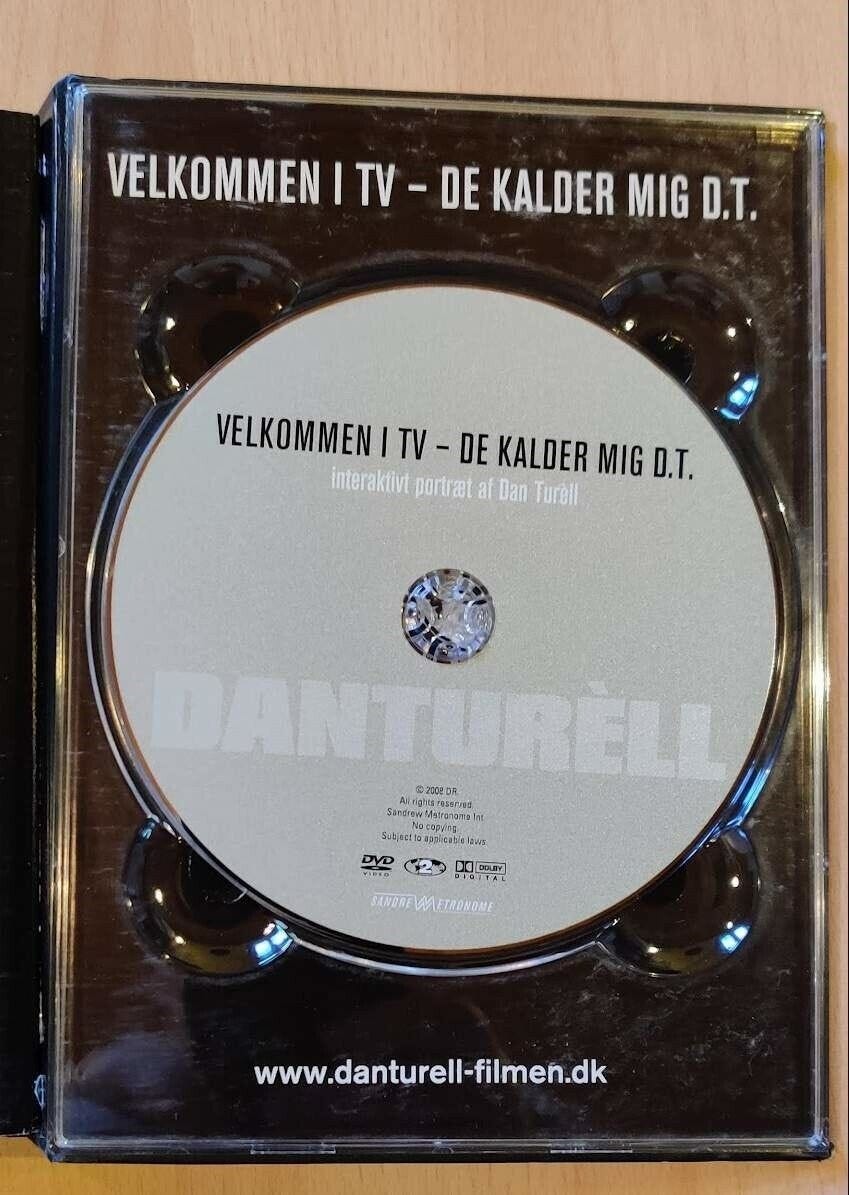 VELKOMMEN I TV – DE KALDER MIG D.T.
VELKOMMEN I TV – DE KALDER MIG D.T.
interaktivt portræt af Dan Turèll
DANTURÈLL
© 2008 DR.
All rights reserved.
Sandrew Metronome Int.
No copying.
Subject to applicable laws.
DVD VIDEO 2 DOLBY DIGITAL
SANDREW METRONOME
www.danturell-filmen.dk